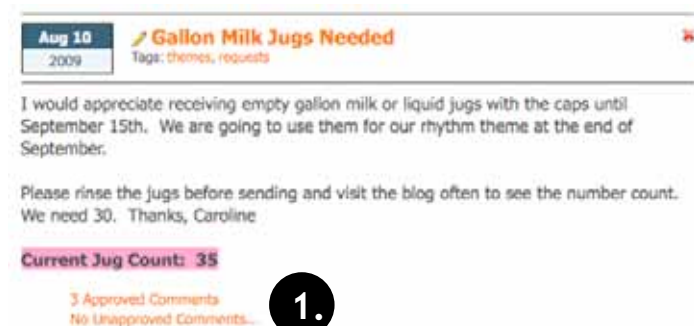 Aug 10
2009
Gallon Milk Jugs Needed
Tags: themes, requests
I would appreciate receiving empty gallon milk or liquid jugs with the caps until
September 15th. We are going to use them for our rhythm theme at the end of
September.
Please rinse the jugs before sending and visit the blog often to see the number count.
We need 30. Thanks, Caroline
Current Jug Count: 35
3 Approved Comments
No Unapproved Comments...
1.